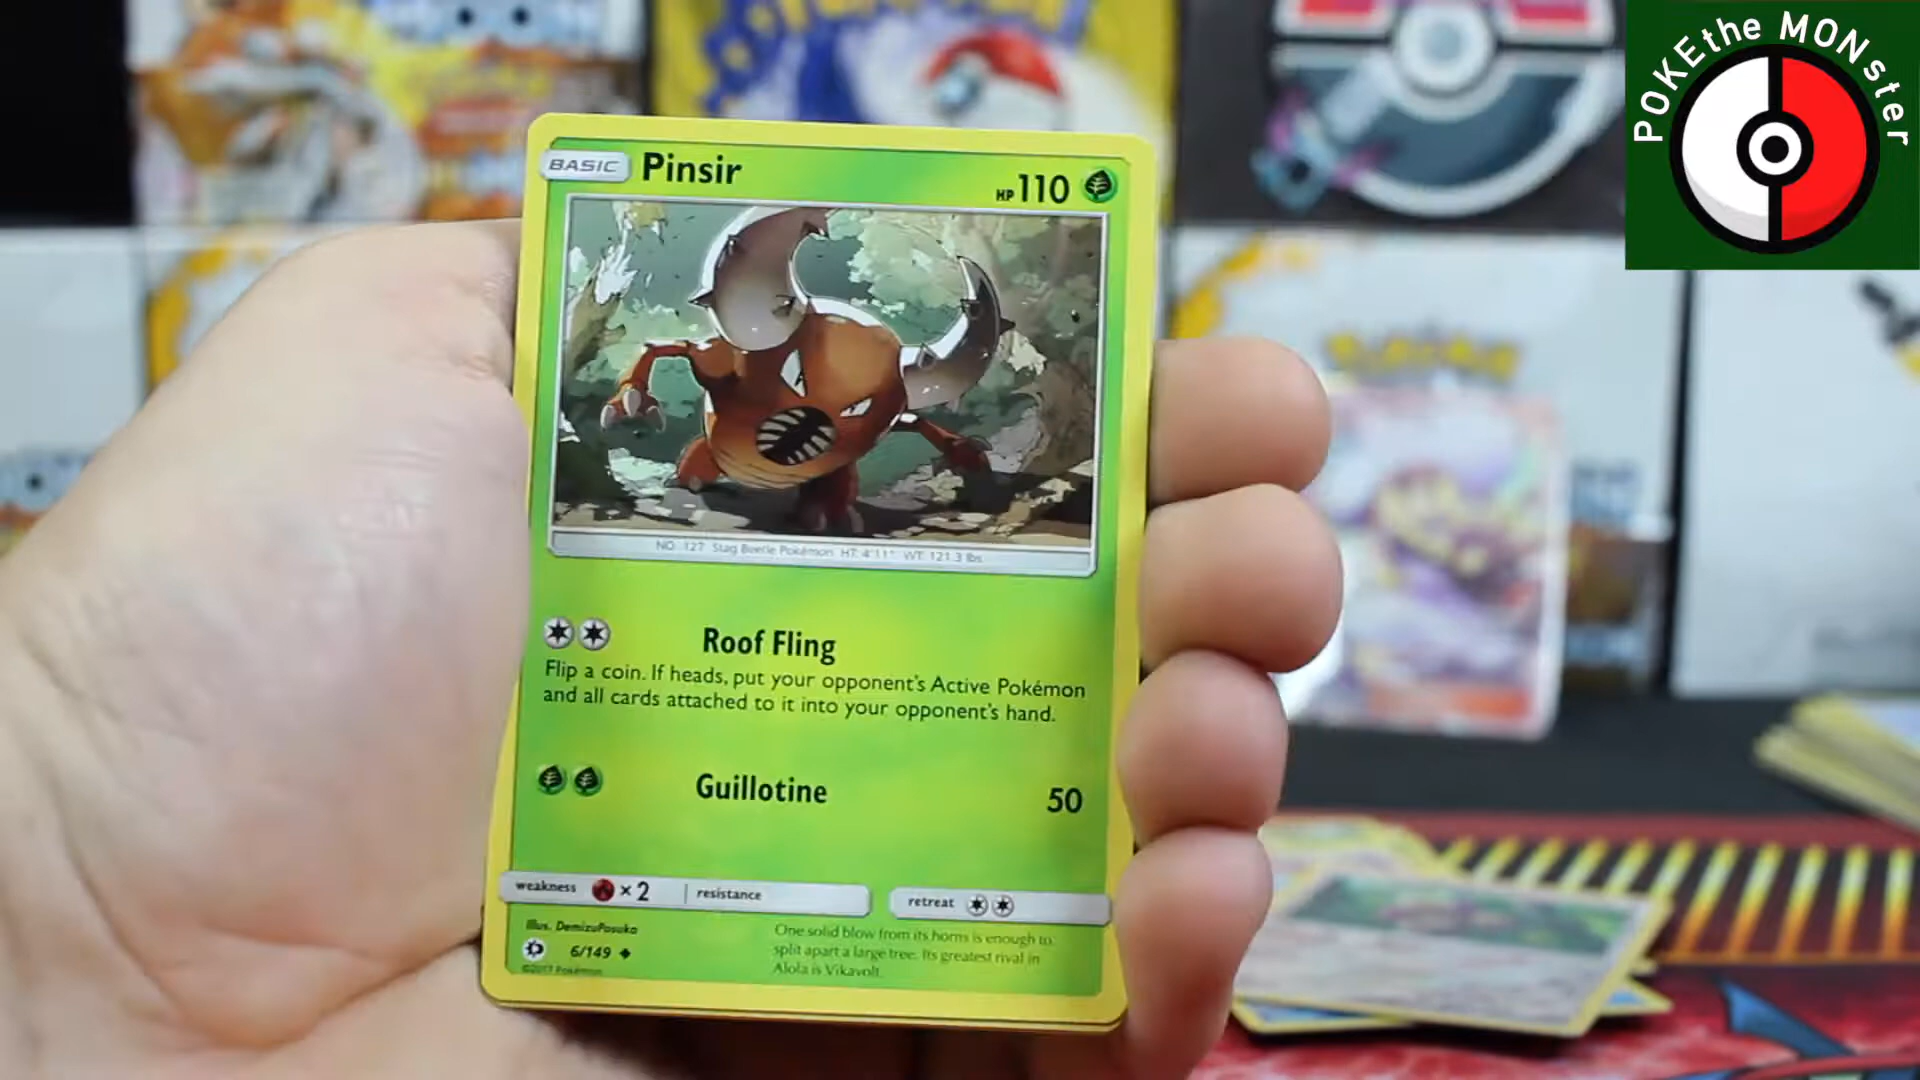 POKEthe MONster
BASIC Pinsir HP 110
NO. 127 Stag Beetle Pokémon HT: 4'11" WT: 121.3 lbs
Roof Fling
Flip a coin. If heads, put your opponent's Active Pokémon
and all cards attached to it into your opponent's hand.
Guillotine 50
weakness ×2 resistance retreat
Illus. DemizuPosuka
6/149
©2017 Pokémon
One solid blow from its horns is enough to
split apart a large tree. Its greatest rival in
Alola is Vikavolt.